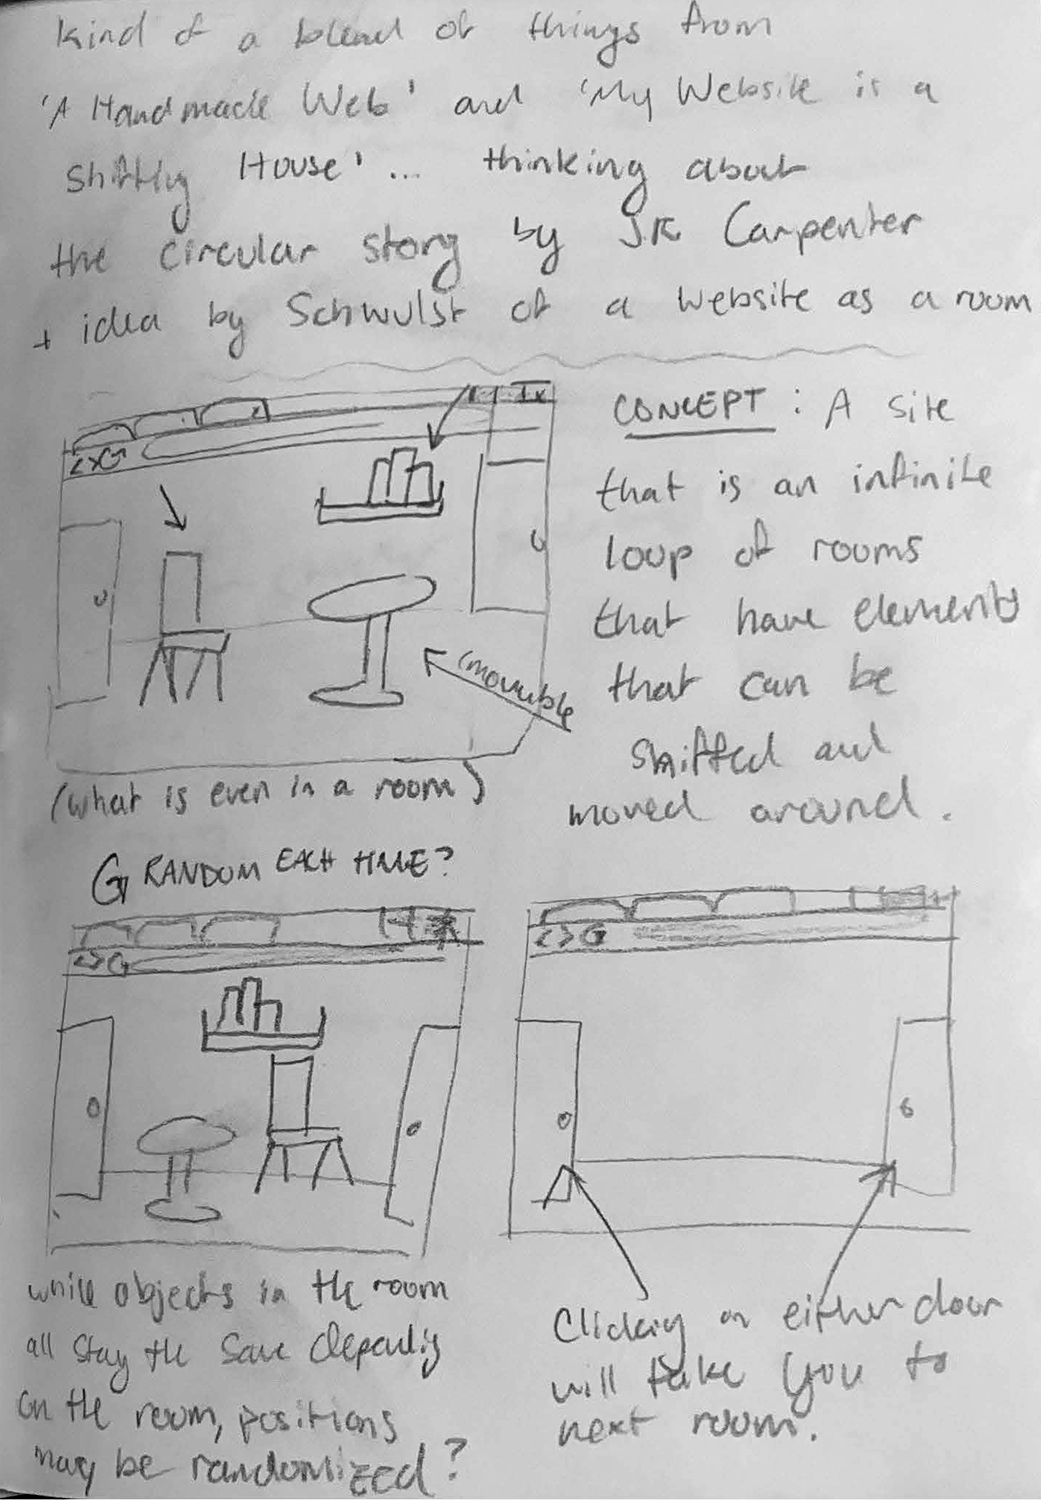 kind of a blend of things from
'A Handmade Web' and 'My Website is a
Shifting House'... thinking about
the circular story by J.R. Carpenter
+ idea by Schwulst of a website as a room
CONCEPT : A site
that is an infinite
loop of rooms
that have elements
that can be
shifted and
moved around.
(movable
(what is even in a room)
RANDOM EACH TIME?
while objects in the room
all stay the same depending
on the room, positions
may be randomized?
Clicking on either door
will take you to
next room.